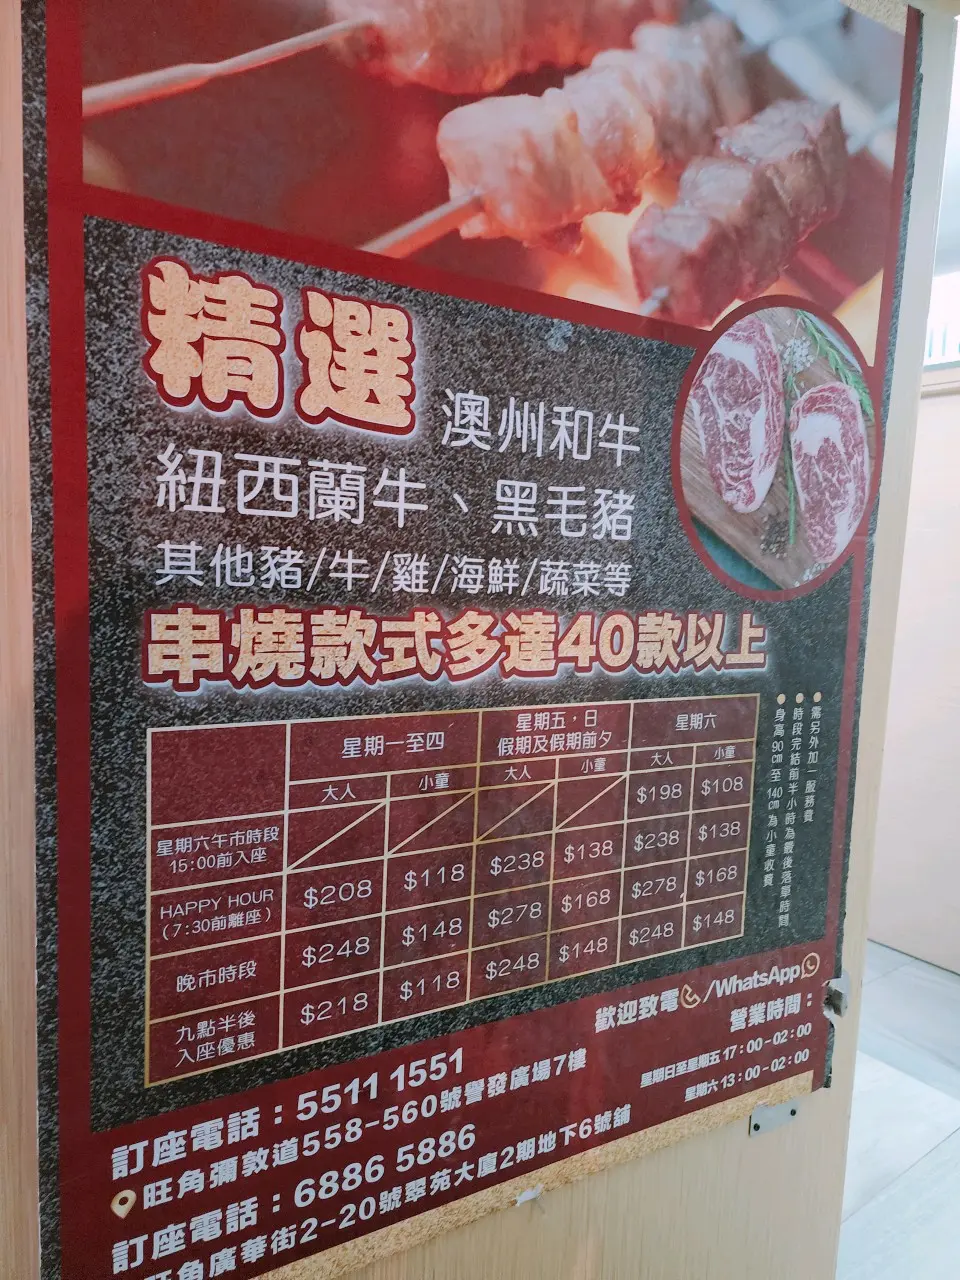 精選
澳州和牛
紐西蘭牛、黑毛豬
其他豬/牛/雞/海鮮/蔬菜等
串燒款式多達40款以上
星期一至四 星期五，日 假期及假期前夕 星期六
大人 小童 大人 小童 大人 小童
星期六午市時段 15:00前入座 $198 $108
HAPPY HOUR (7:30前離座) $208 $118 $238 $138 $238 $138
晚市時段 $248 $148 $278 $168 $278 $168
九點半後 入座優惠 $218 $118 $248 $148 $248 $148
需另外加一服務費
時段完結前半小時為最後落單時間
身高90cm至140cm為小童收費
歡迎致電/WhatsApp
營業時間：
星期日至星期五 17：00-02：00
星期六 13：00-02：00
訂座電話：5511 1551
旺角彌敦道558-560號譽發廣場7樓
訂座電話：6886 5886
旺角廣華街2-20號翠苑大廈2期地下6號舖